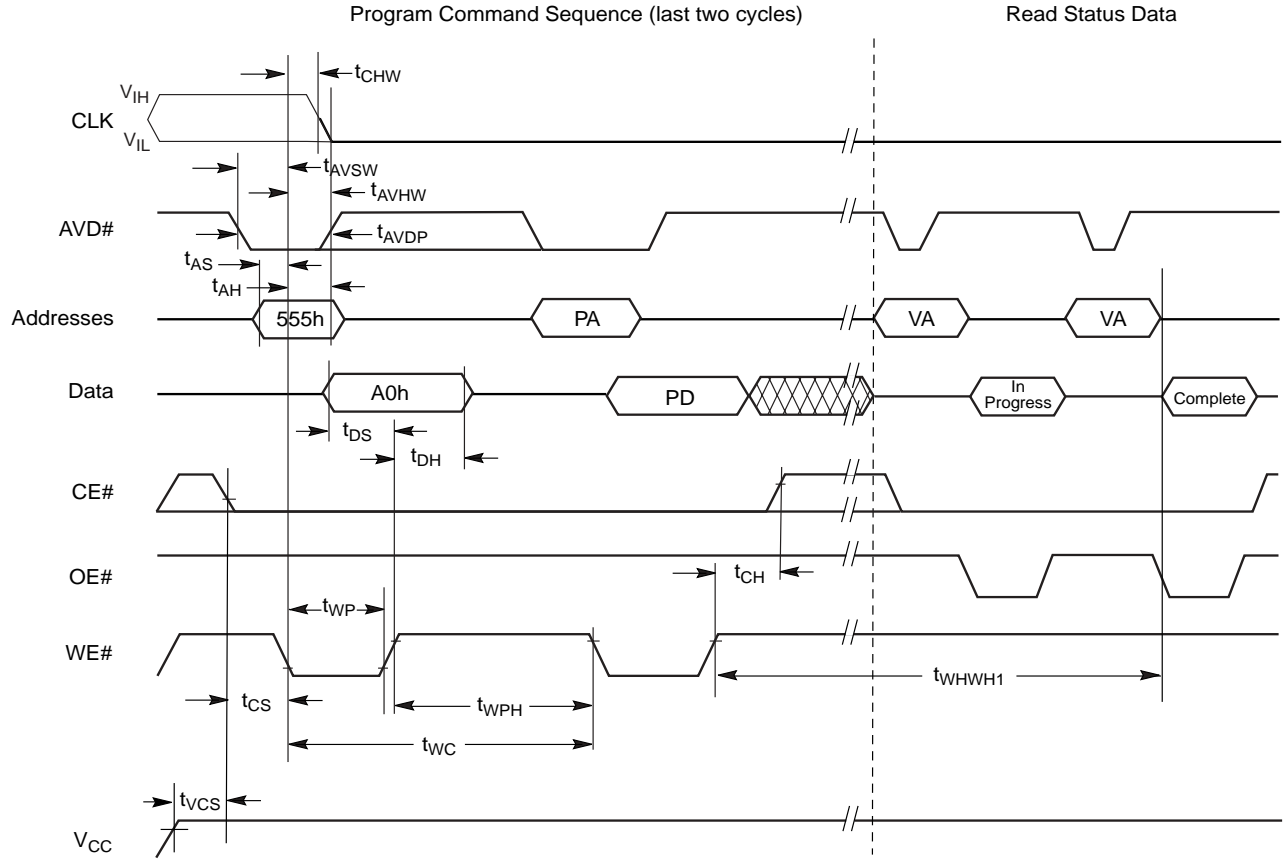 Program Command Sequence (last two cycles) Read Status Data
tCHW
VIH
CLK
VIL
tAVSW
tAVHW
AVD#
tAVDP
tAS
tAH
Addresses 555h PA VA VA
Data A0h PD In Progress Complete
tDS
tDH
CE#
OE#
tCH
tWP
WE#
tWHWH1
tCS
tWPH
tWC
tVCS
VCC